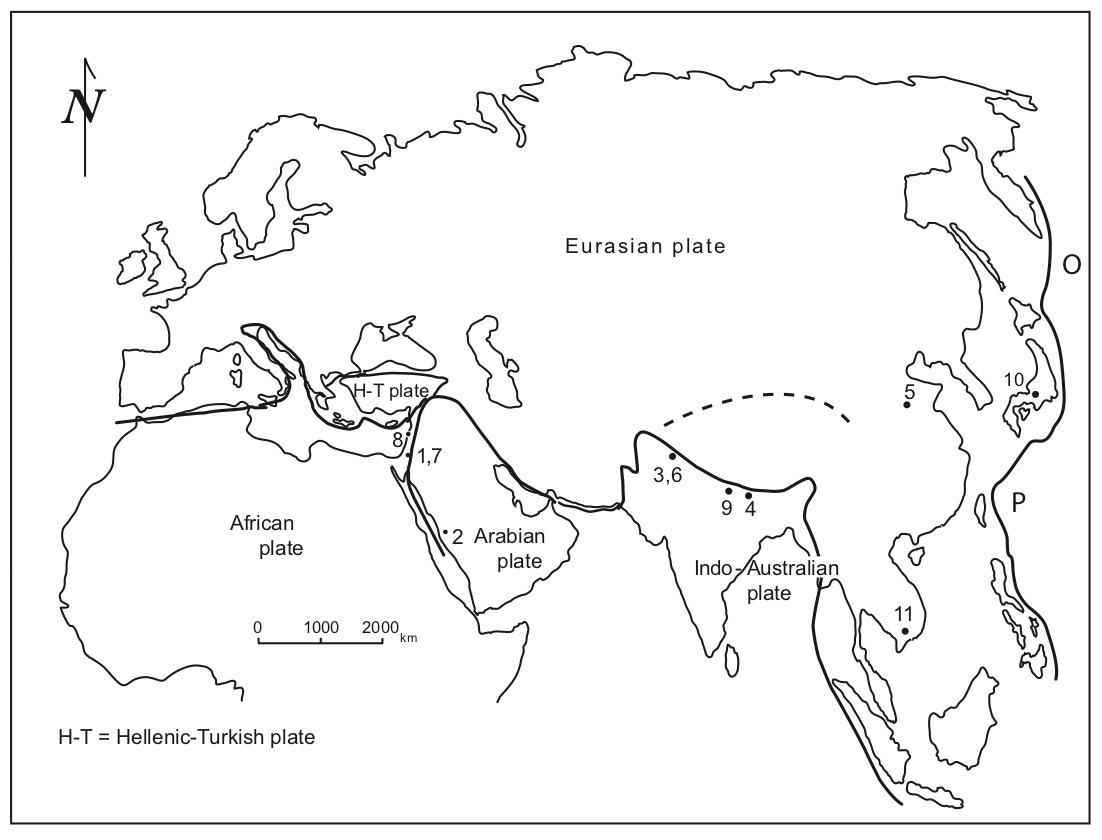 N
Eurasian plate
O
H-T plate
10
5
8
1,7
3,6
9
4
P
African
plate
2
Arabian
plate
Indo-Australian
plate
11
0
1000
2000
km
H-T = Hellenic-Turkish plate